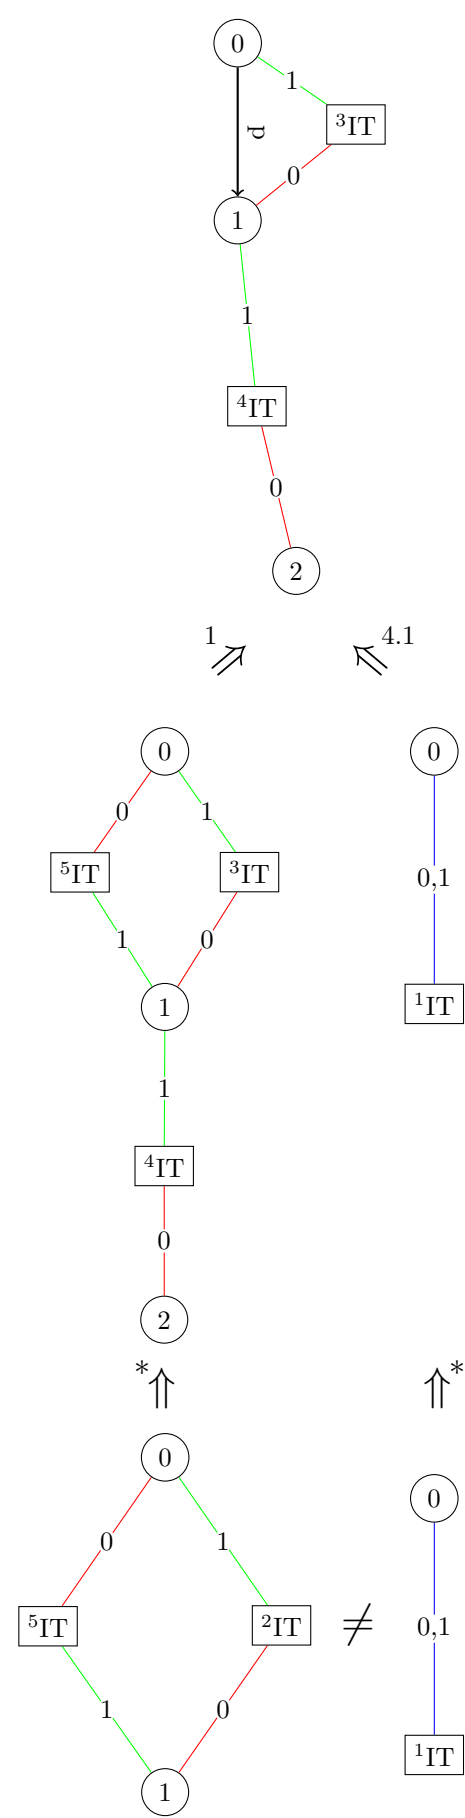 0
1
³IT
p
0
1
1
⁴IT
0
2
1 ⇗ ⇖ 4.1
0 0
0 1
⁵IT ³IT 0,1
1 0
1 ¹IT
1
⁴IT
0
2
* ⇑ ⇑ *
0 0
0 1
⁵IT ²IT ≠ 0,1
1 0
1 ¹IT